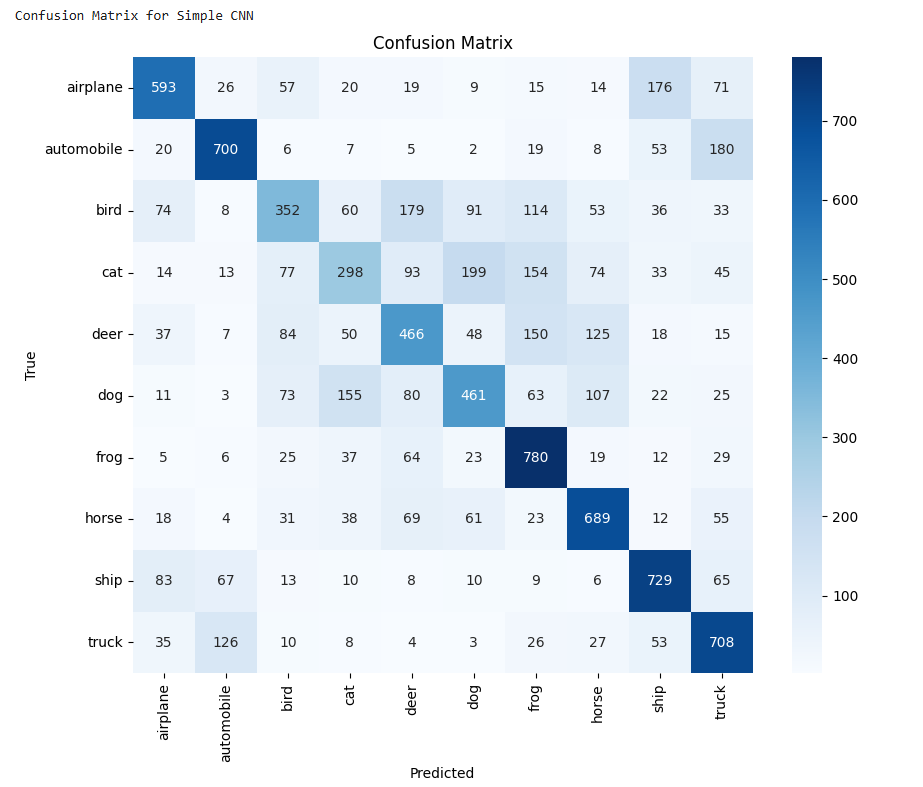 Confusion Matrix for Simple CNN
Confusion Matrix
airplane 593 26 57 20 19 9 15 14 176 71
automobile 20 700 6 7 5 2 19 8 53 180
bird 74 8 352 60 179 91 114 53 36 33
cat 14 13 77 298 93 199 154 74 33 45
deer 37 7 84 50 466 48 150 125 18 15
dog 11 3 73 155 80 461 63 107 22 25
frog 5 6 25 37 64 23 780 19 12 29
horse 18 4 31 38 69 61 23 689 12 55
ship 83 67 13 10 8 10 9 6 729 65
truck 35 126 10 8 4 3 26 27 53 708
True
airplane automobile bird cat deer dog frog horse ship truck
Predicted
700
600
500
400
300
200
100